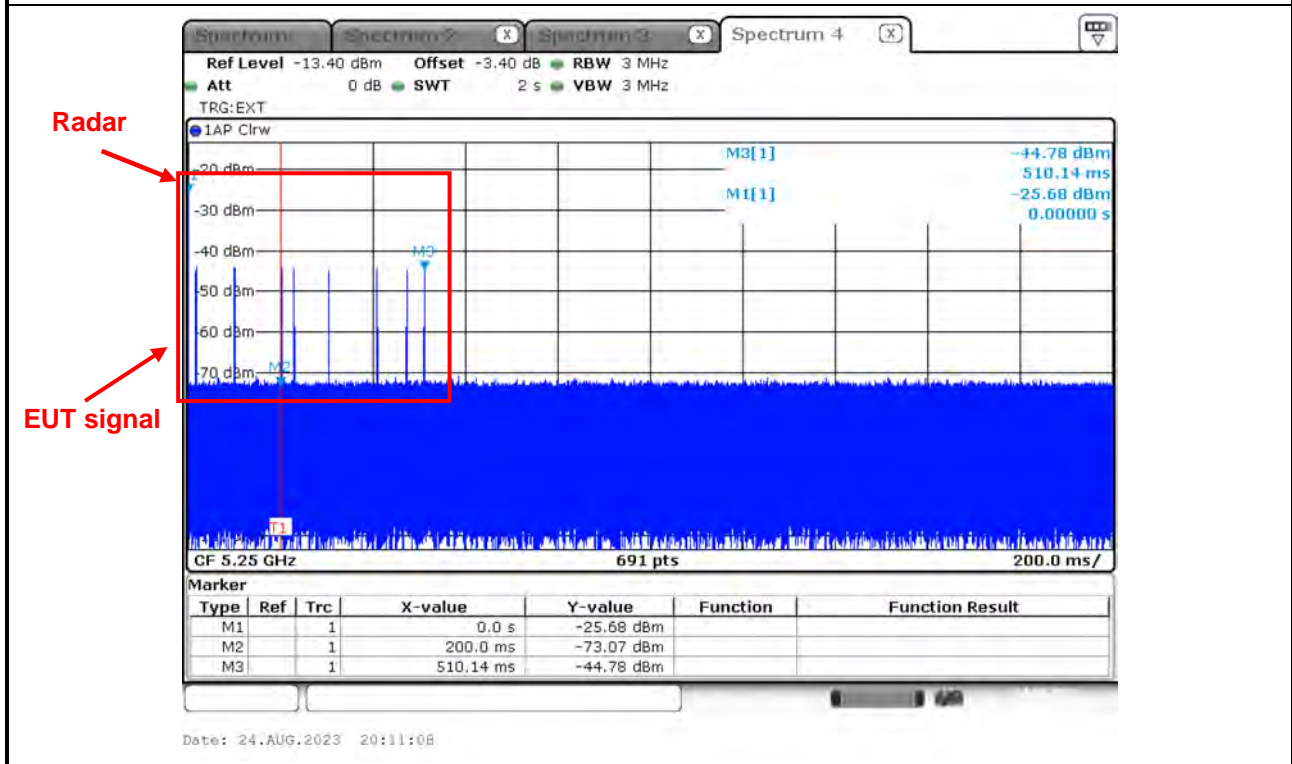 Spectrum Spectrum 2 X Spectrum 3 X Spectrum 4 X
Ref Level -13.40 dBm Offset -3.40 dB RBW 3 MHz
Att 0 dB SWT 2 s VBW 3 MHz
TRG:EXT
Radar
1AP Clrw
M3[1] -44.78 dBm
510.14 ms
M1[1] -25.68 dBm
0.00000 s
-20 dBm
-30 dBm
-40 dBm
M3
-50 dBm
-60 dBm
-70 dBm
M2
EUT signal
T1
CF 5.25 GHz 691 pts 200.0 ms/
Marker
Type Ref Trc X-value Y-value Function Function Result
M1 1 0.0 s -25.68 dBm
M2 1 200.0 ms -73.07 dBm
M3 1 510.14 ms -44.78 dBm
Date: 24.AUG.2023 20:11:08